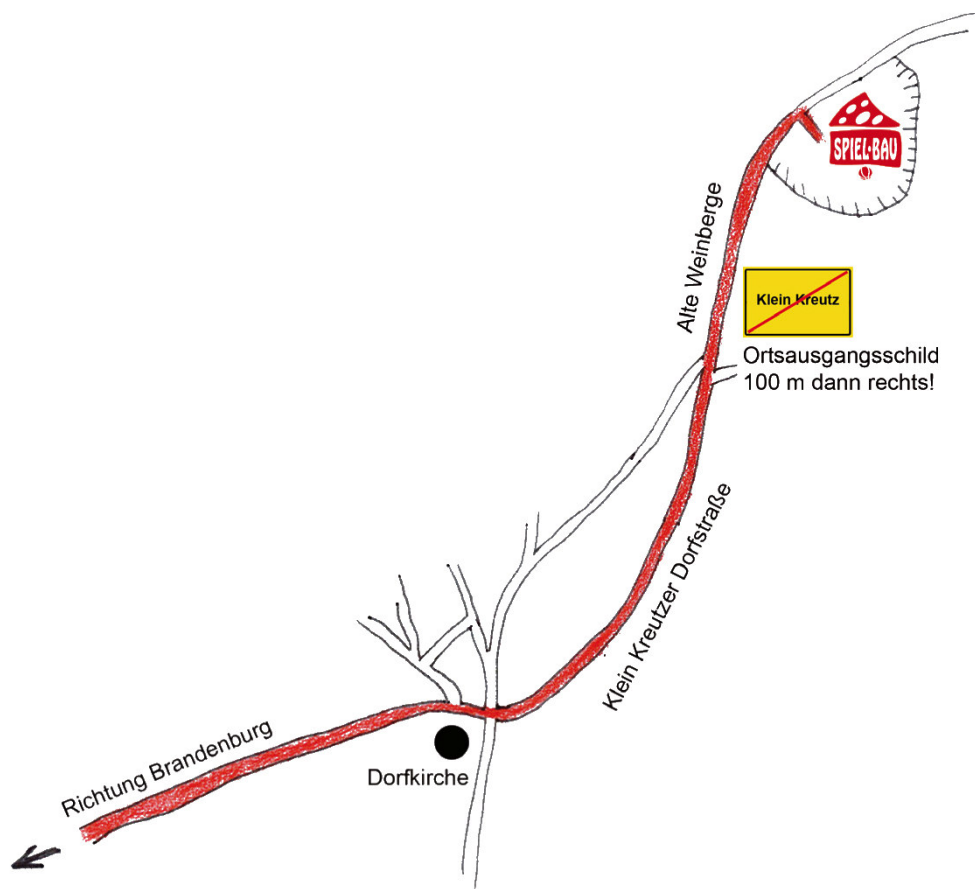 SPIEL·BAU
Alte Weinberge
Klein Kreutz
Ortsausgangsschild
100 m dann rechts!
Klein Kreutzer Dorfstraße
Richtung Brandenburg
Dorfkirche